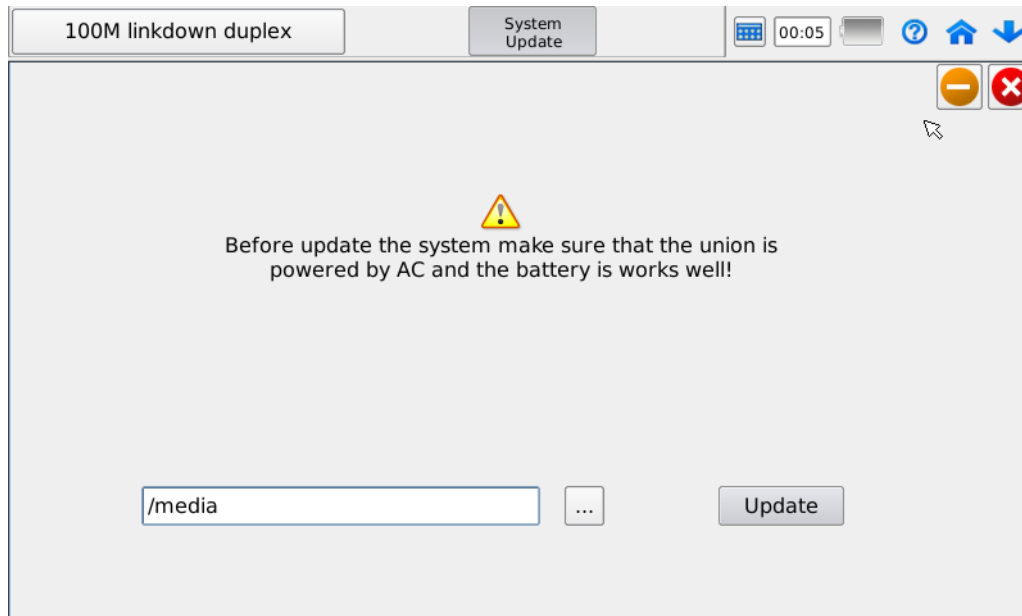 100M linkdown duplex
System
Update
00:05
Before update the system make sure that the union is
powered by AC and the battery is works well!
/media
...
Update